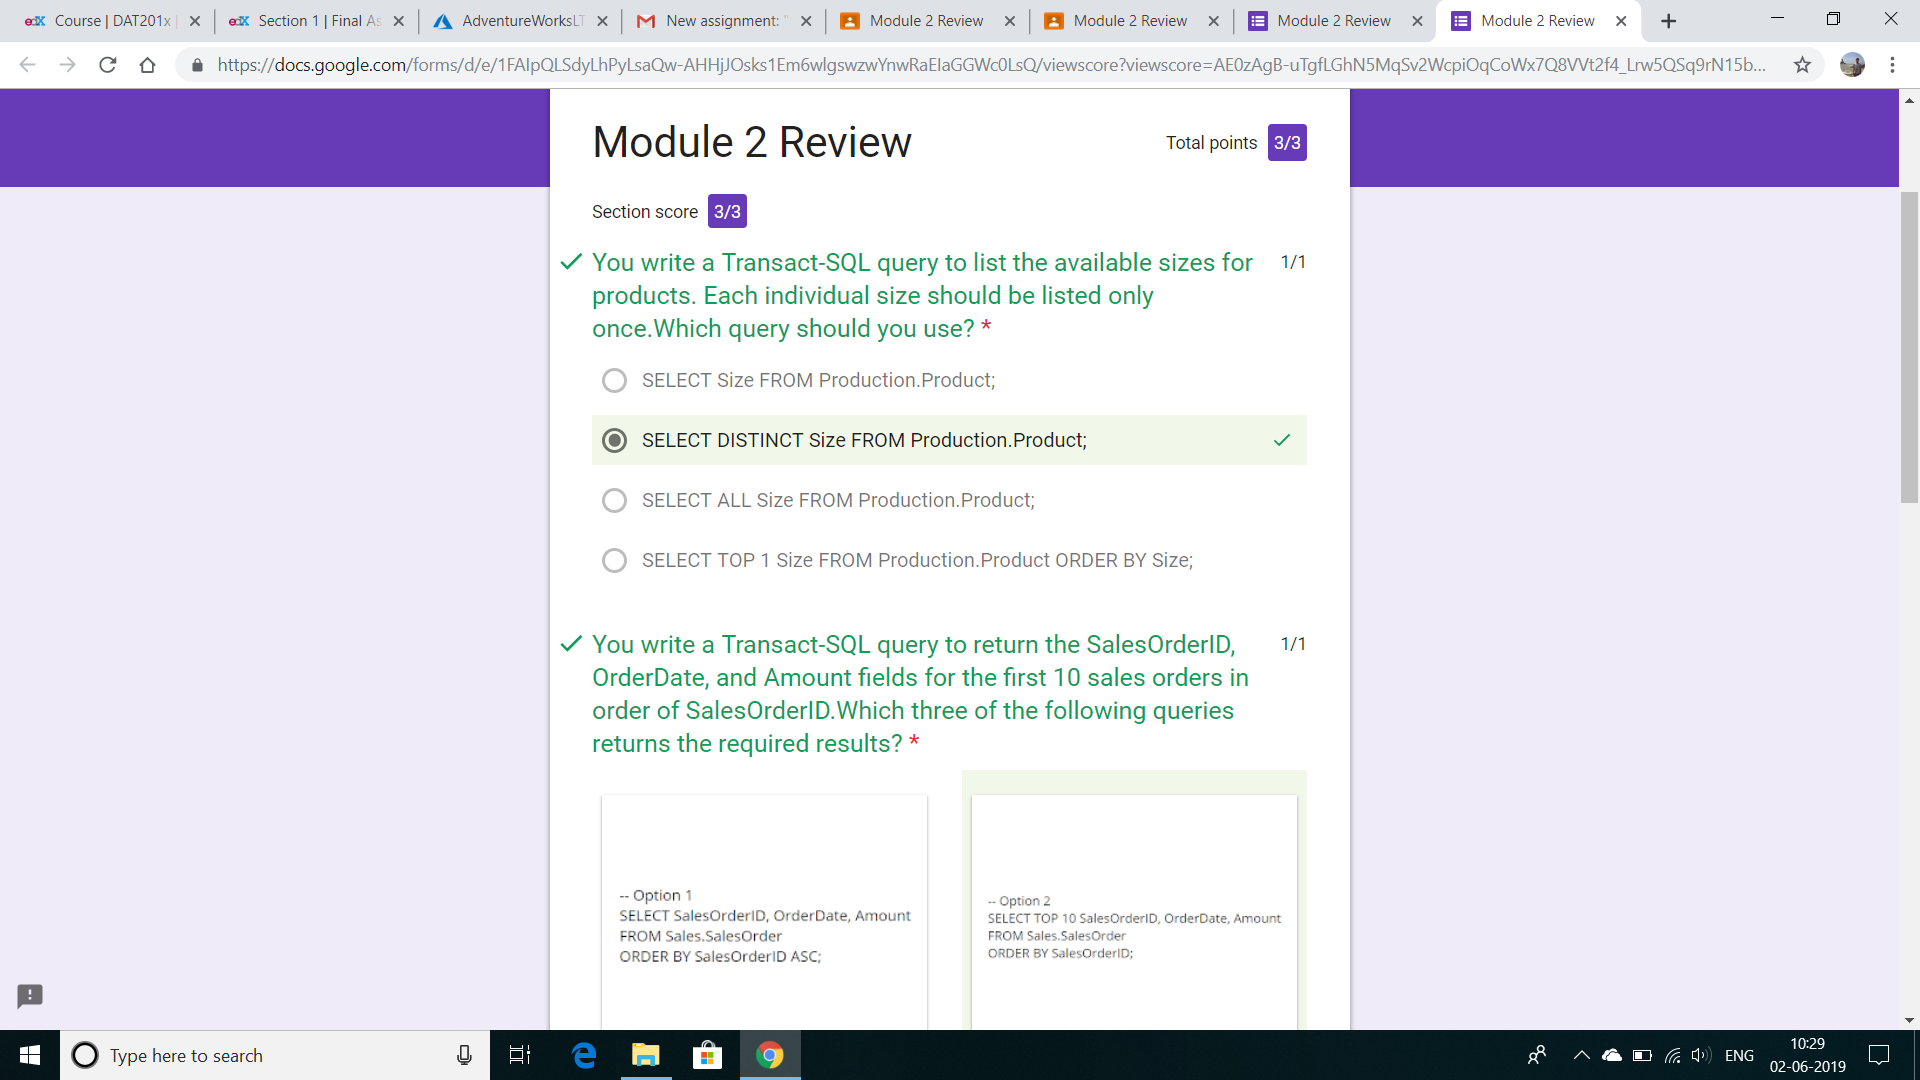 Course | DAT201x
Section 1 | Final As
AdventureWorksLT
New assignment: "
Module 2 Review
Module 2 Review
Module 2 Review
Module 2 Review
https://docs.google.com/forms/d/e/1FAIpQLSdyLhPyLsaQw-AHHjJOsks1Em6wlgswzwYnwRaElaGGWc0LsQ/viewscore?viewscore=AE0zAgB-uTgfLGhN5MqSv2WcpiOqCoWx7Q8VVt2f4_Lrw5QSq9rN15b...
Module 2 Review
Total points 3/3
Section score 3/3
You write a Transact-SQL query to list the available sizes for 1/1
products. Each individual size should be listed only
once.Which query should you use? *
SELECT Size FROM Production.Product;
SELECT DISTINCT Size FROM Production.Product;
SELECT ALL Size FROM Production.Product;
SELECT TOP 1 Size FROM Production.Product ORDER BY Size;
You write a Transact-SQL query to return the SalesOrderID, 1/1
OrderDate, and Amount fields for the first 10 sales orders in
order of SalesOrderID.Which three of the following queries
returns the required results? *
-- Option 1
SELECT SalesOrderID, OrderDate, Amount
FROM Sales.SalesOrder
ORDER BY SalesOrderID ASC;
-- Option 2
SELECT TOP 10 SalesOrderID, OrderDate, Amount
FROM Sales.SalesOrder
ORDER BY SalesOrderID;
Type here to search
ENG
10:29
02-06-2019